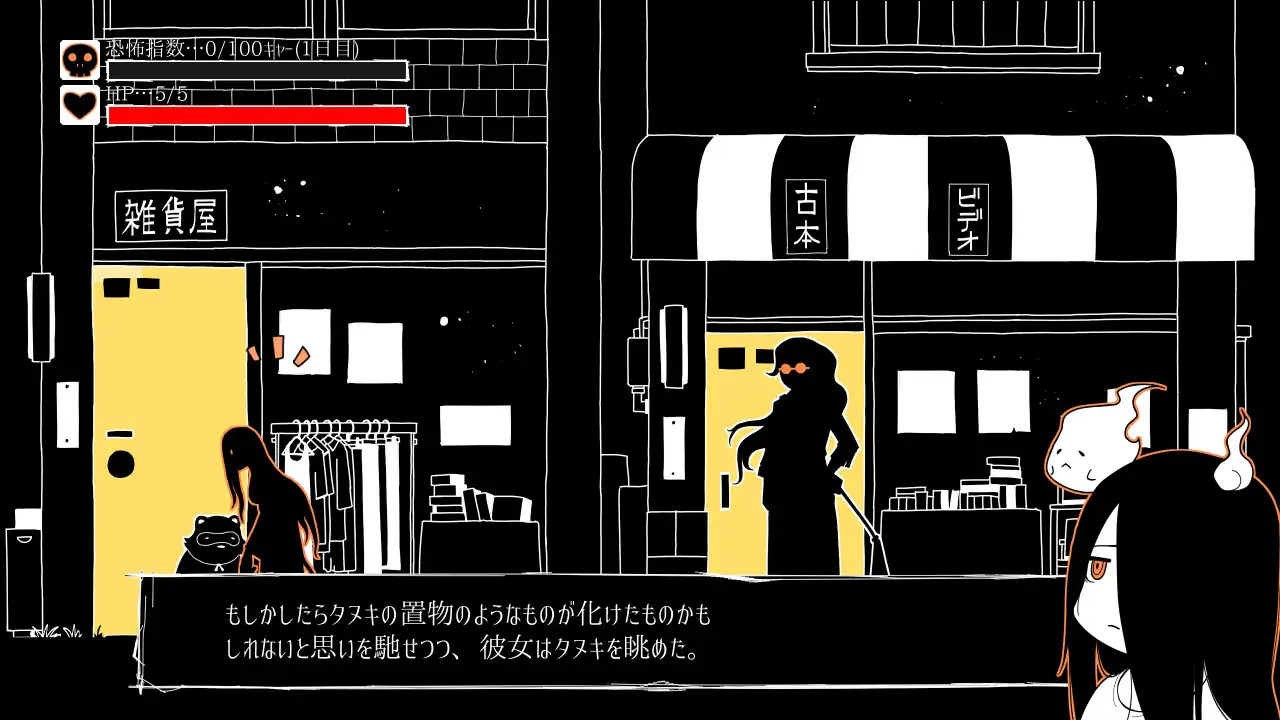 恐怖指数…0/100ｷｬｰ(1日目)
HP…5/5
雑貨屋
古本
ビデオ
もしかしたらタヌキの置物のようなものが化けたものかも
しれないと思いを馳せつつ、彼女はタヌキを眺めた。